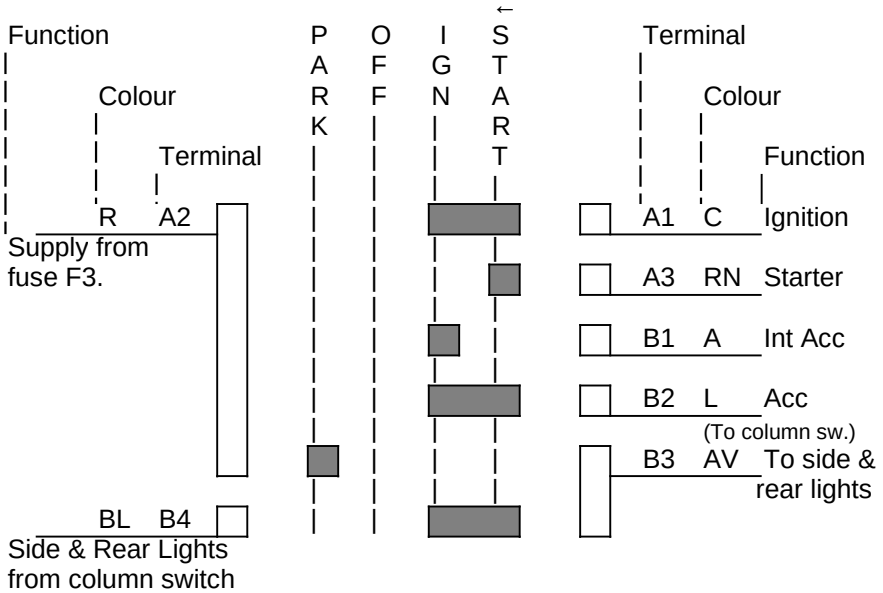 ←
Function P O I S Terminal
A F G T
Colour R F N A Colour
K R
Terminal T Function
R A2 A1 C Ignition
Supply from
fuse F3. A3 RN Starter
B1 A Int Acc
B2 L Acc
(To column sw.)
B3 AV To side &
rear lights
BL B4
Side & Rear Lights
from column switch